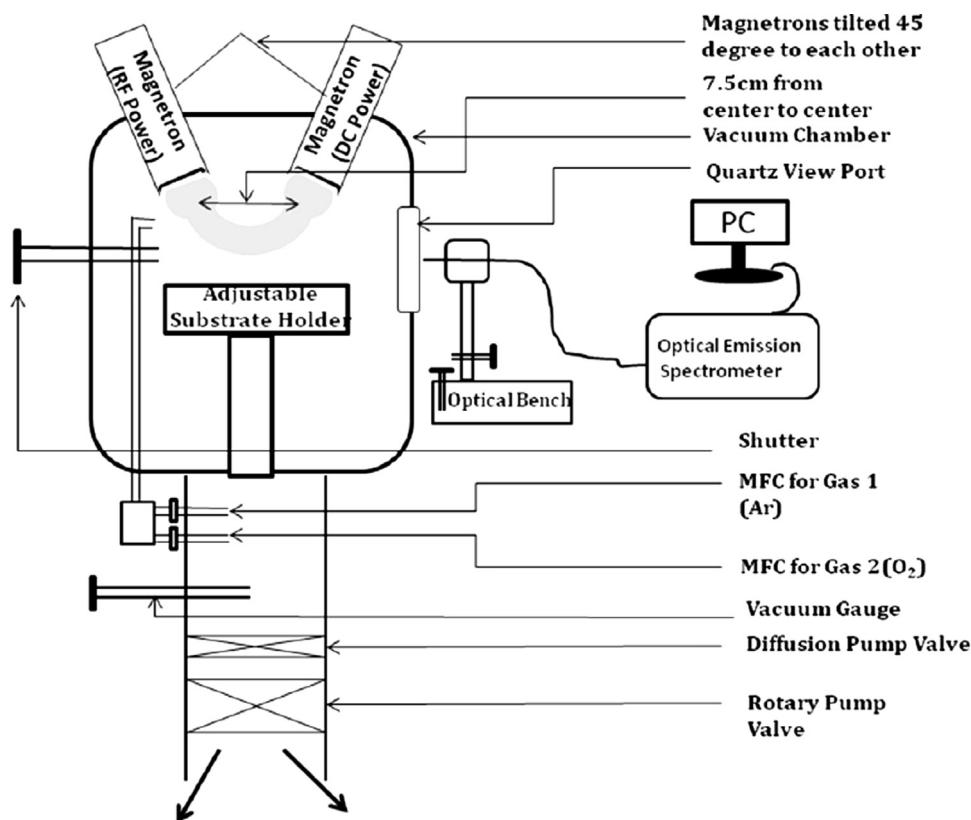 Magnetron
(RF Power)
Magnetron
(DC Power)
Magnetrons tilted 45
degree to each other
7.5cm from
center to center
Vacuum Chamber
Quartz View Port
PC
Adjustable
Substrate Holder
Optical Emission
Spectrometer
Optical Bench
Shutter
MFC for Gas 1
(Ar)
MFC for Gas 2(O₂)
Vacuum Gauge
Diffusion Pump Valve
Rotary Pump
Valve